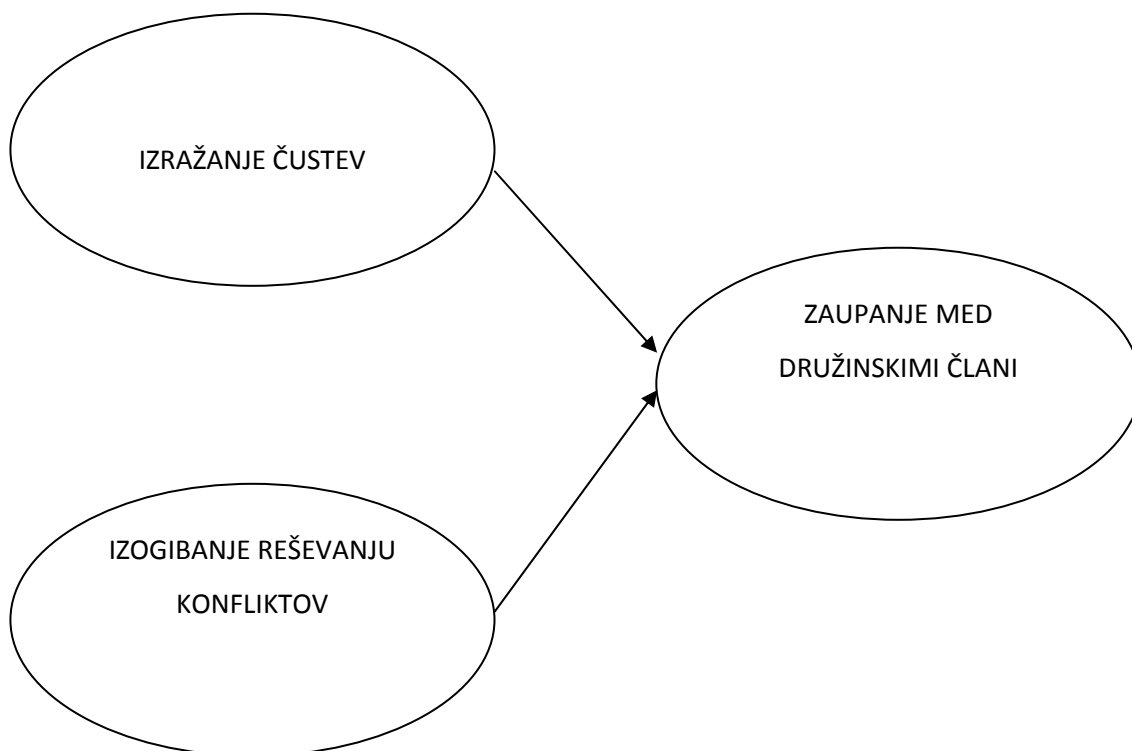 IZRAŽANJE ČUSTEV
ZAUPANJE MED
DRUŽINSKIMI ČLANI
IZOGIBANJE REŠEVANJU
KONFLIKTOV